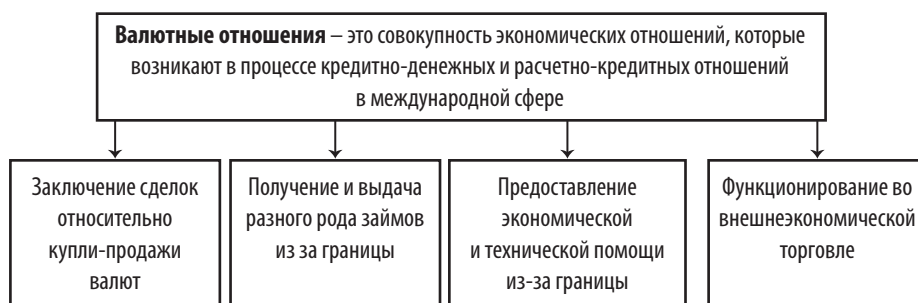 Валютные отношения – это совокупность экономических отношений, которые
возникают в процессе кредитно-денежных и расчетно-кредитных отношений
в международной сфере
Заключение сделок
относительно
купли-продажи
валют
Получение и выдача
разного рода займов
из за границы
Предоставление
экономической
и технической помощи
из-за границы
Функционирование во
внешнеэкономической
торговле